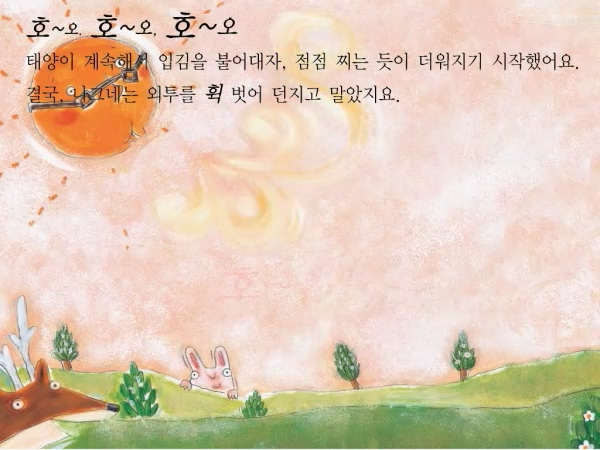 호~오, 호~오, 호~오
태양이 계속해서 입김을 불어대자, 점점 찌는 듯이 더워지기 시작했어요.
결국, 나그네는 외투를 휙 벗어 던지고 말았지요.
호